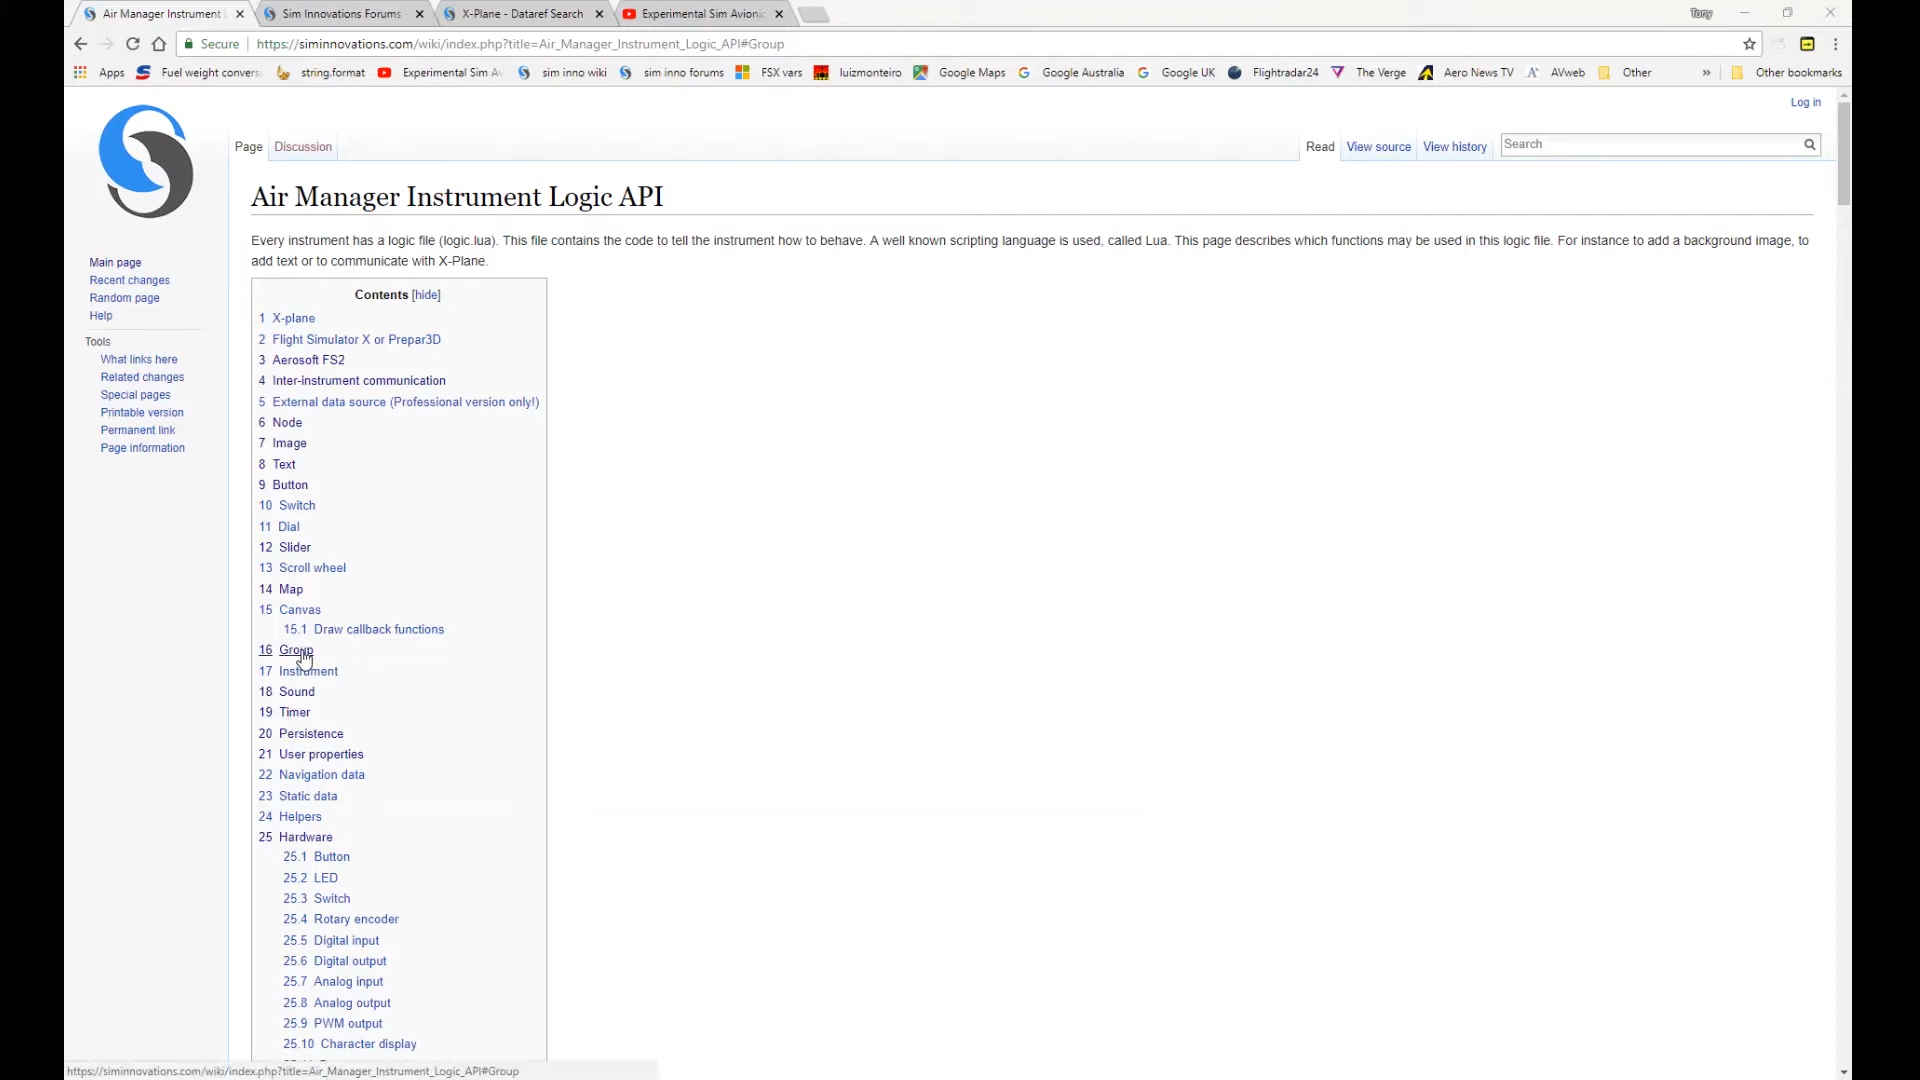 Air Manager Instrument L
Sim Innovations Forums
X-Plane - Dataref Search
Experimental Sim Avionic
Tony
Secure
https://siminnovations.com/wiki/index.php?title=Air_Manager_Instrument_Logic_API#Group
Apps
Fuel weight convers
string.format
Experimental Sim Av
sim inno wiki
sim inno forums
FSX vars
luizmonteiro
Google Maps
Google Australia
Google UK
Flightradar24
The Verge
Aero News TV
AVweb
Other
»
Other bookmarks
Log in
Page
Discussion
Read
View source
View history
Search
Air Manager Instrument Logic API
Every instrument has a logic file (logic.lua). This file contains the code to tell the instrument how to behave. A well known scripting language is used, called Lua. This page describes which functions may be used in this logic file. For instance to add a background image, to
add text or to communicate with X-Plane.
Main page
Recent changes
Random page
Help
Tools
What links here
Related changes
Special pages
Printable version
Permanent link
Page information
Contents [hide]
1 X-plane
2 Flight Simulator X or Prepar3D
3 Aerosoft FS2
4 Inter-instrument communication
5 External data source (Professional version only!)
6 Node
7 Image
8 Text
9 Button
10 Switch
11 Dial
12 Slider
13 Scroll wheel
14 Map
15 Canvas
15.1 Draw callback functions
16 Group
17 Instrument
18 Sound
19 Timer
20 Persistence
21 User properties
22 Navigation data
23 Static data
24 Helpers
25 Hardware
25.1 Button
25.2 LED
25.3 Switch
25.4 Rotary encoder
25.5 Digital input
25.6 Digital output
25.7 Analog input
25.8 Analog output
25.9 PWM output
25.10 Character display
https://siminnovations.com/wiki/index.php?title=Air_Manager_Instrument_Logic_API#Group